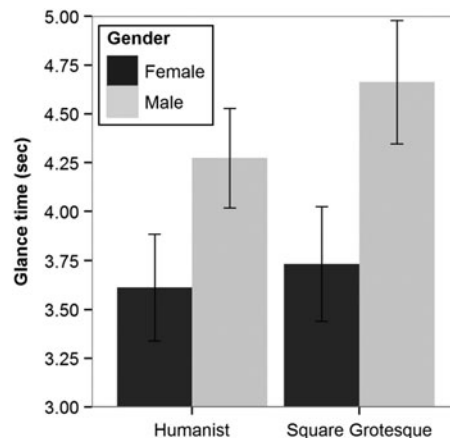 5.00
4.75
4.50
4.25
4.00
3.75
3.50
3.25
3.00
Glance time (sec)
Gender
Female
Male
Humanist
Square Grotesque